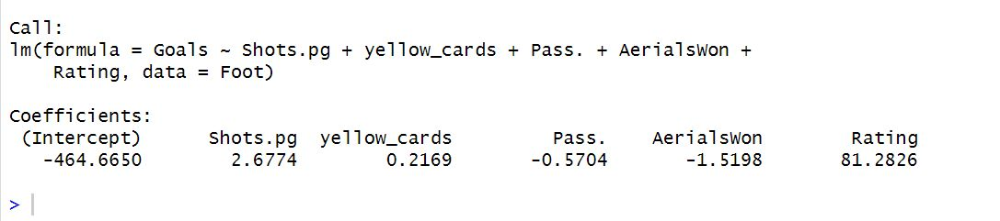 Call:
lm(formula = Goals ~ Shots.pg + yellow_cards + Pass. + AerialsWon +
    Rating, data = Foot)
Coefficients:
 (Intercept)      Shots.pg  yellow_cards         Pass.    AerialsWon        Rating
   -464.6650        2.6774        0.2169       -0.5704       -1.5198       81.2826
>